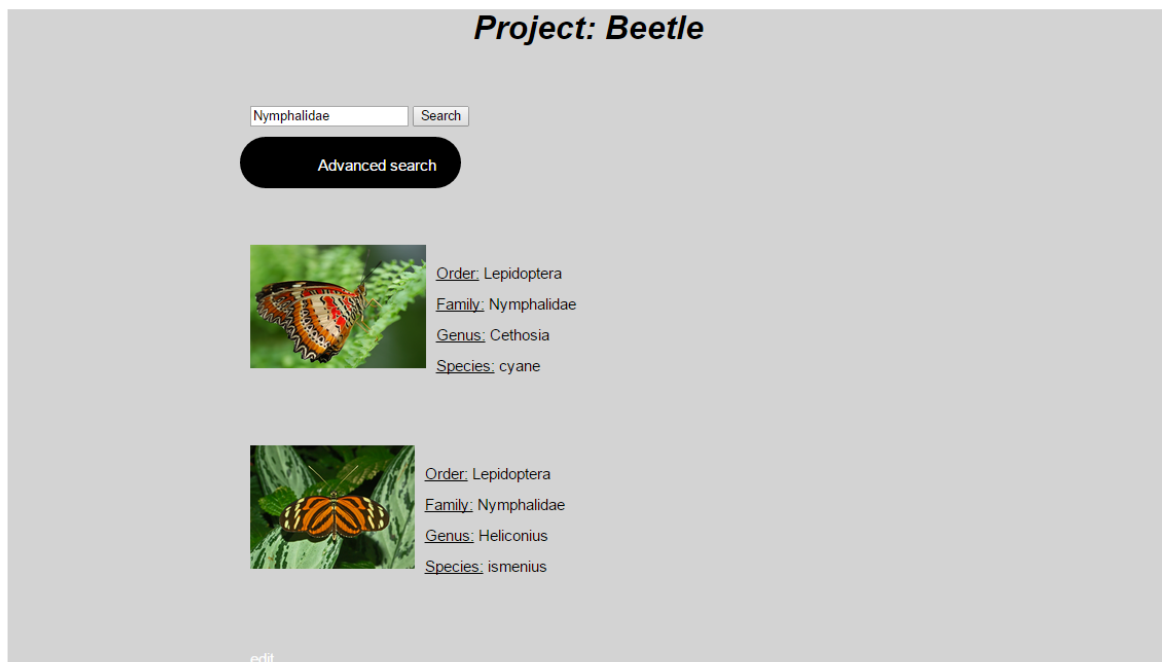 Project: Beetle
Nymphalidae Search
Advanced search
Order: Lepidoptera
Family: Nymphalidae
Genus: Cethosia
Species: cyane
Order: Lepidoptera
Family: Nymphalidae
Genus: Heliconius
Species: ismenius
edit